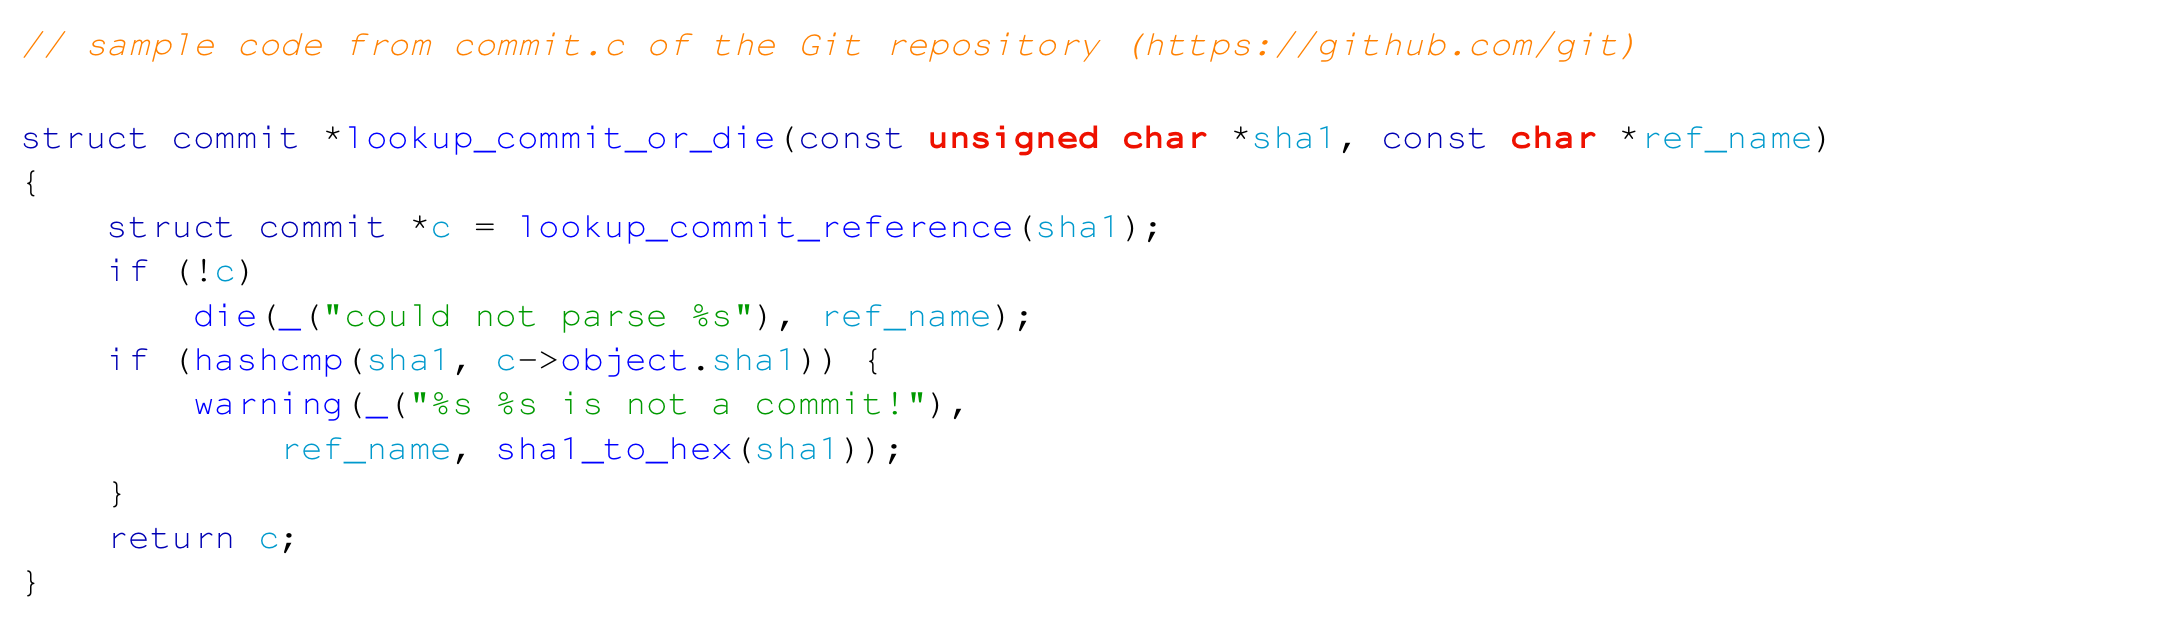 // sample code from commit.c of the Git repository (https://github.com/git)
struct commit *lookup_commit_or_die(const unsigned char *sha1, const char *ref_name)
{
    struct commit *c = lookup_commit_reference(sha1);
    if (!c)
        die(_("could not parse %s"), ref_name);
    if (hashcmp(sha1, c->object.sha1)) {
        warning(_("%s %s is not a commit!"),
            ref_name, sha1_to_hex(sha1));
    }
    return c;
}